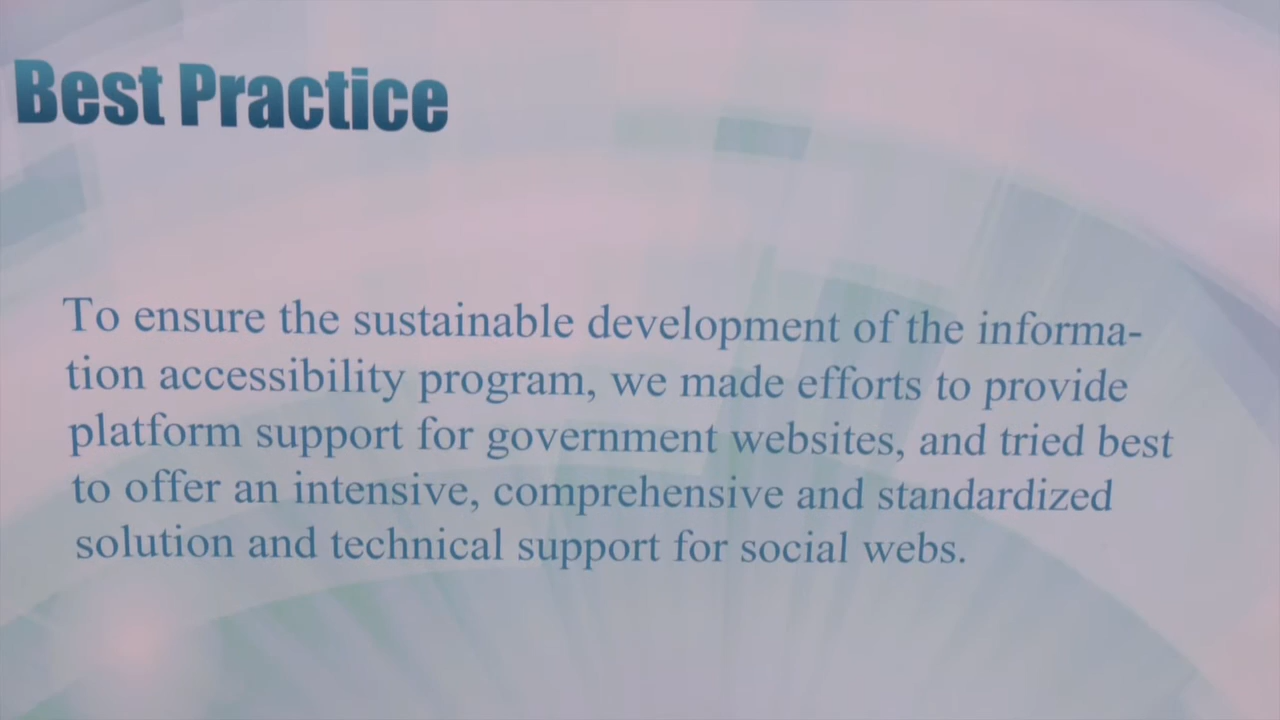 Best Practice
To ensure the sustainable development of the informa-
tion accessibility program, we made efforts to provide
platform support for government websites, and tried best
to offer an intensive, comprehensive and standardized
solution and technical support for social webs.